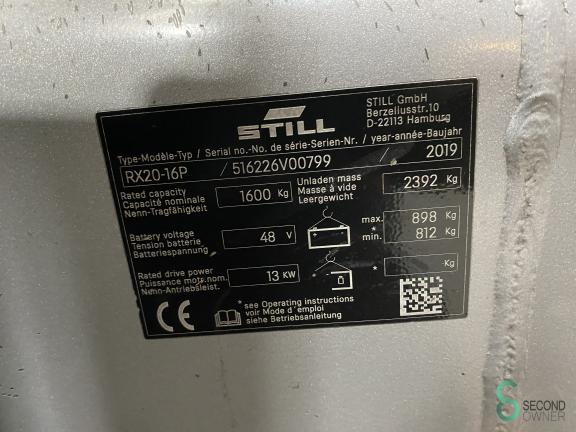 STILL
STILL GmbH
Berzeliusstr.10
D-22113 Hamburg
Type-Modèle-Typ / Serial no.-No. de série-Serien-Nr. / year-année-Baujahr
RX20-16P / 516226V00799 / 2019
Rated capacity
Capacité nominale
Nenn-Tragfähigkeit
1600 Kg
Unladen mass
Masse à vide
Leergewicht
2392 Kg
Battery voltage
Tension batterie
Batteriespannung
48 V
max. 898 Kg
*
min. 812 Kg
Rated drive power
Puissance mots.nom.
Nenn-Antriebsleist.
13 KW
* Kg
CE
*see Operating instructions
voir Mode d'emploi
siehe Betriebsanleitung
SECOND
OWNER